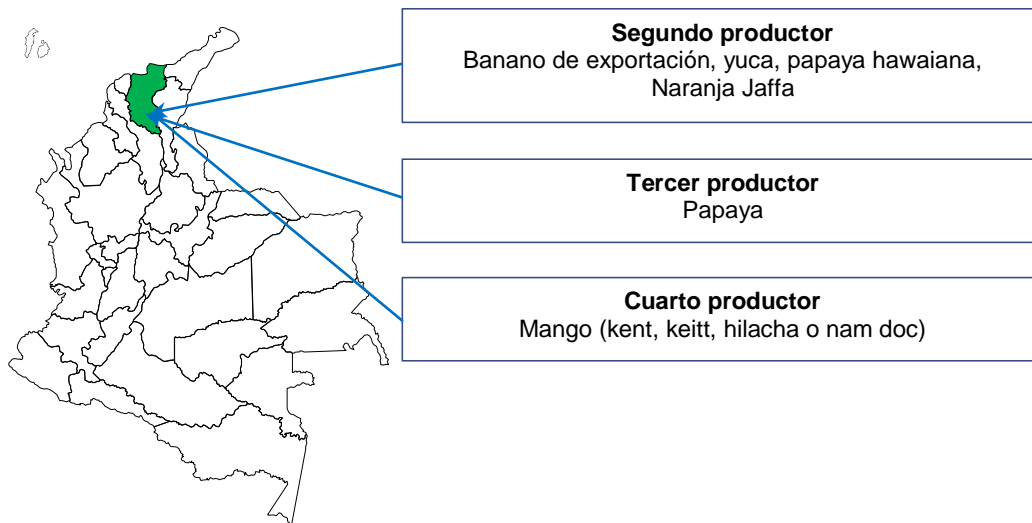 Segundo productor
Banano de exportación, yuca, papaya hawaiana,
Naranja Jaffa
Tercer productor
Papaya
Cuarto productor
Mango (kent, keitt, hilacha o nam doc)